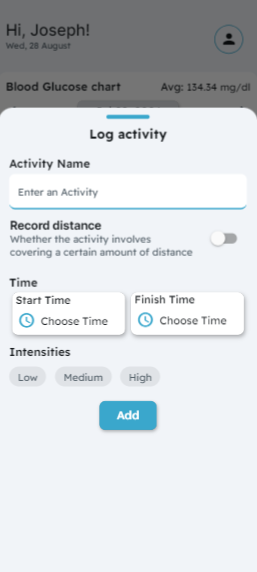 Hi, Joseph!
Wed, 28 August
Blood Glucose chart Avg: 134.34 mg/dl
Log activity
Activity Name
Enter an Activity
Record distance
Whether the activity involves
covering a certain amount of distance
Time
Start Time Finish Time
Choose Time Choose Time
Intensities
Low Medium High
Add